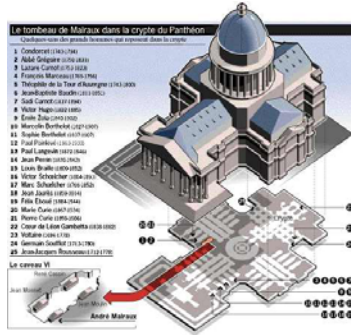 Le tombeau de Malraux dans la crypte du Panthéon
Quelques-uns des grands hommes qui reposent dans la crypte
1 Condorcet (1743-1794)
2 Abbé Grégoire (1750-1831)
3 Lazare Carnot (1753-1823)
4 François Marceau (1769-1796)
5 Théophile de la Tour d'Auvergne (1743-1800)
6 Jean-Baptiste Baudin (1811-1851)
7 Sadi Carnot (1837-1894)
8 Victor Hugo (1802-1885)
9 Émile Zola (1840-1902)
10 Marcelin Berthelot (1827-1907)
11 Sophie Berthelot (1837-1907)
12 Paul Painlevé (1863-1933)
13 Paul Langevin (1872-1946)
14 Jean Perrin (1870-1942)
15 Louis Braille (1809-1852)
16 Victor Schœlcher (1804-1893)
17 Marc Schœlcher (1766-1832)
18 Jean Jaurès (1859-1914)
19 Félix Éboué (1884-1944)
20 Marie Curie (1867-1934)
21 Pierre Curie (1859-1906)
22 Cœur de Léon Gambetta (1838-1882)
23 Voltaire (1694-1778)
24 Germain Soufflot (1713-1780)
25 Jean-Jacques Rousseau (1712-1778)
Crypte
Le caveau VI
René Cassin
Jean Monnet
Jean Moulin
André Malraux